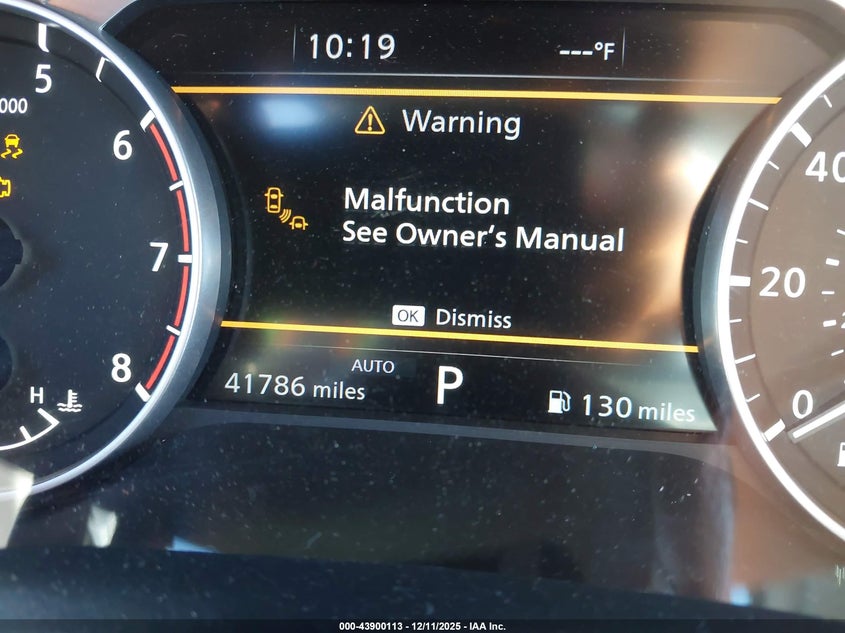 10:19
---°F
5
000
6
7
8
H
Warning
Malfunction
See Owner's Manual
OK Dismiss
AUTO
41786 miles
P
130 miles
40
20
0
000-43900113 - 12/11/2025 - IAA Inc.